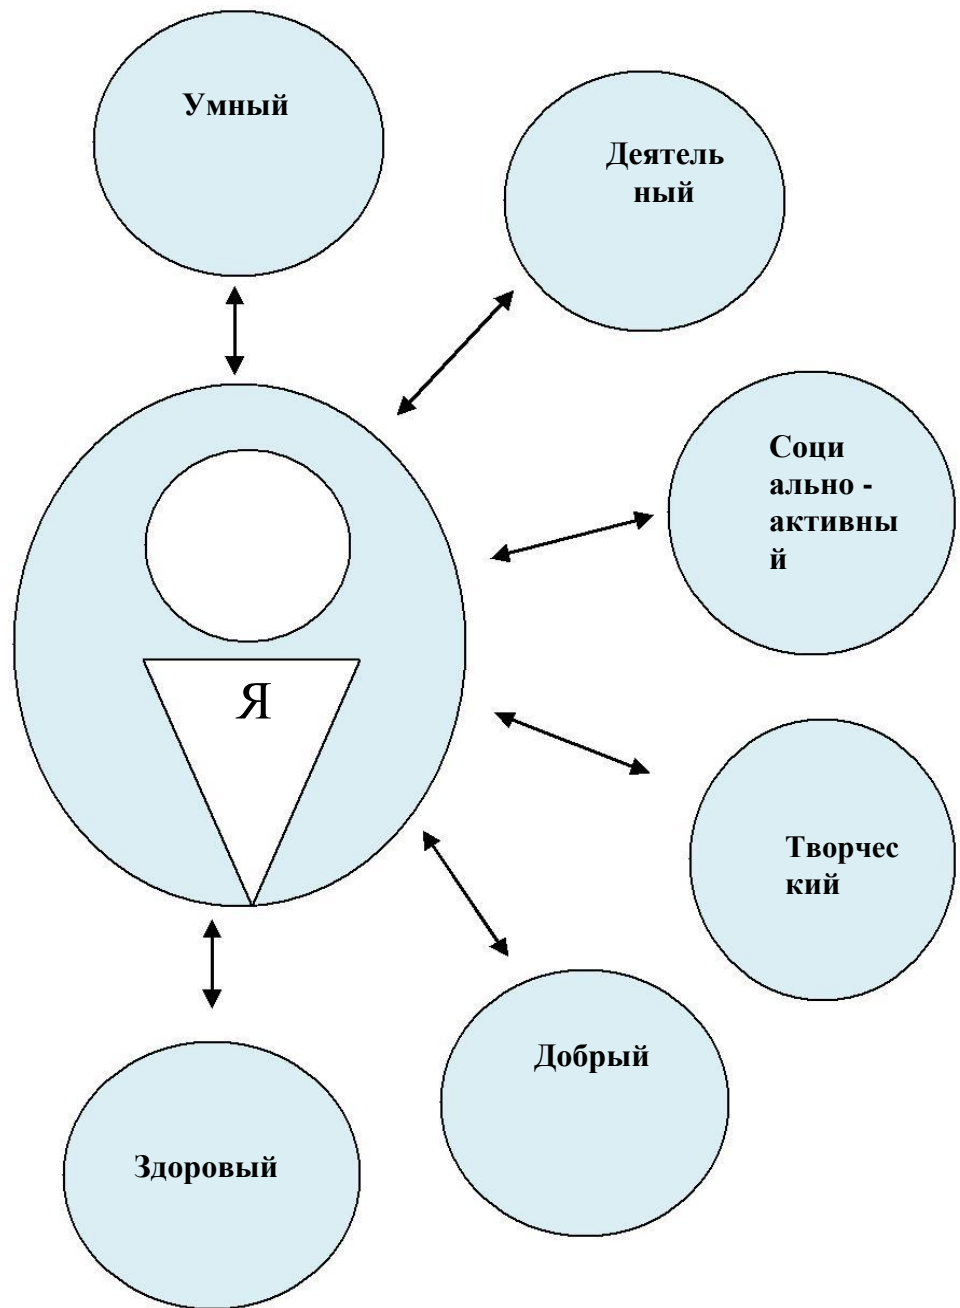 Умный
Деятель
ный
Соци
ально -
активны
й
Я
Творчес
кий
Добрый
Здоровый